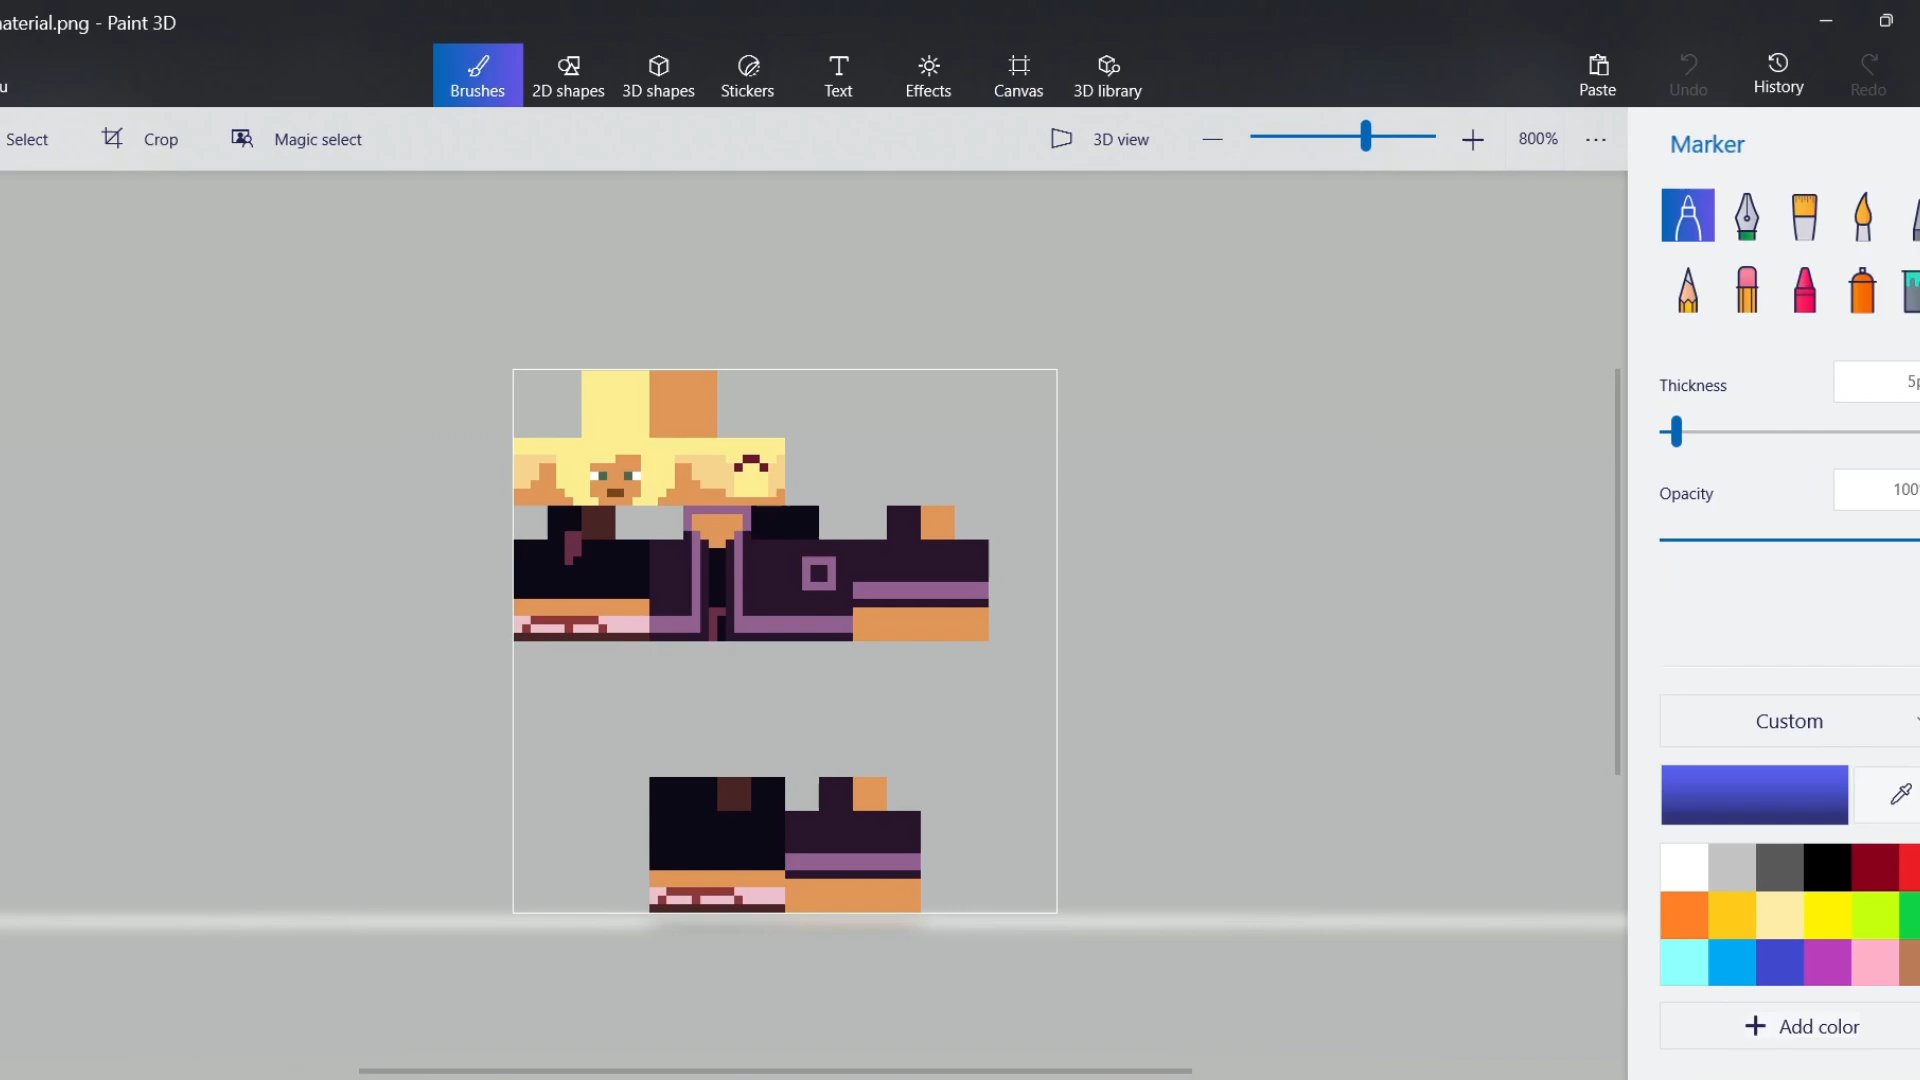 aterial.png - Paint 3D
u
Brushes
2D shapes
3D shapes
Stickers
Text
Effects
Canvas
3D library
Paste
Undo
History
Redo
Select
Crop
Magic select
3D view
800%
Marker
Thickness
5p
Opacity
100
Custom
Add color